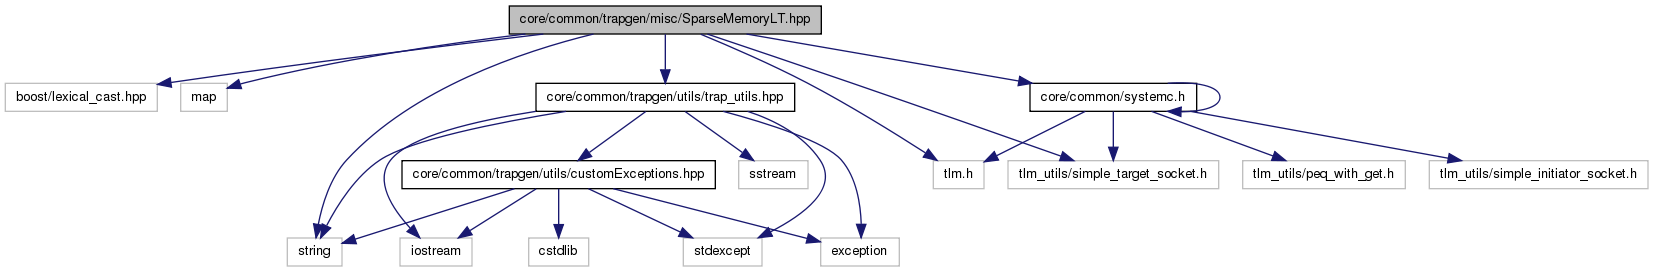 core/common/trapgen/misc/SparseMemoryLT.hpp
boost/lexical_cast.hpp
map
core/common/trapgen/utils/trap_utils.hpp
core/common/systemc.h
core/common/trapgen/utils/customExceptions.hpp
sstream
tlm.h
tlm_utils/simple_target_socket.h
tlm_utils/peq_with_get.h
tlm_utils/simple_initiator_socket.h
string
iostream
cstdlib
stdexcept
exception